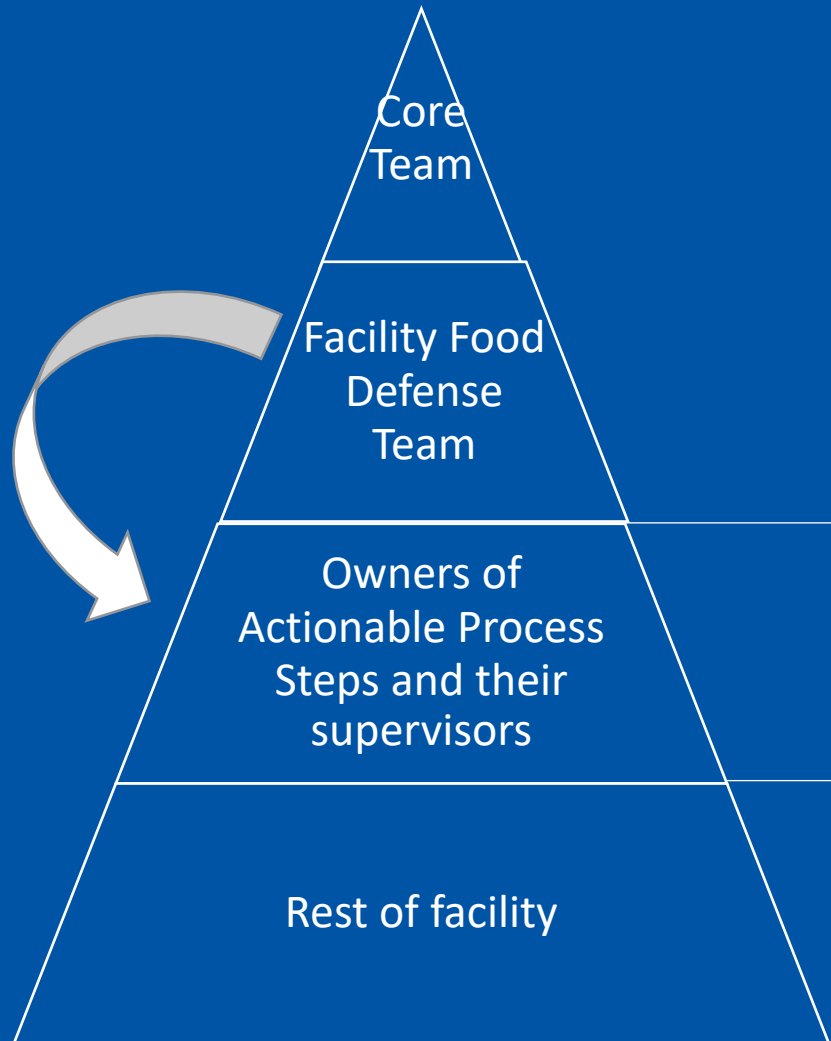 Core
Team
Facility Food
Defense
Team
Owners of
Actionable Process
Steps and their
supervisors
Rest of facility